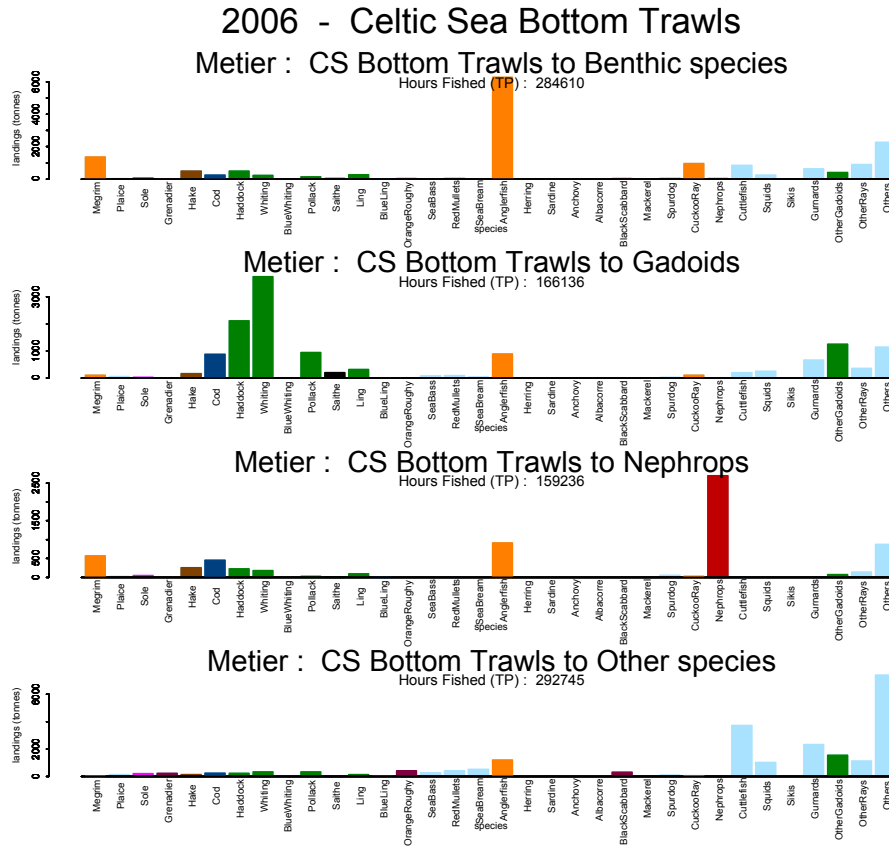 2006 - Celtic Sea Bottom Trawls
Metier : CS Bottom Trawls to Benthic species
Hours Fished (TP) : 284610
landings (tonnes)
0 2000 4000 6000
Megrim Plaice Sole Grenadier Hake Cod Haddock Whiting BlueWhiting Pollack Saithe Ling BlueLing OrangeRoughy SeaBass RedMullets SeaBream Anglerfish Herring Sardine Anchovy Albacorre BlackScabbard Mackerel Spurdog CuckooRay Nephrops Cuttlefish Squids Sikis Gurnards OtherGadoids OtherRays Others
species
Metier : CS Bottom Trawls to Gadoids
Hours Fished (TP) : 166136
landings (tonnes)
0 1000 3000
Megrim Plaice Sole Grenadier Hake Cod Haddock Whiting BlueWhiting Pollack Saithe Ling BlueLing OrangeRoughy SeaBass RedMullets SeaBream Anglerfish Herring Sardine Anchovy Albacorre BlackScabbard Mackerel Spurdog CuckooRay Nephrops Cuttlefish Squids Sikis Gurnards OtherGadoids OtherRays Others
species
Metier : CS Bottom Trawls to Nephrops
Hours Fished (TP) : 159236
landings (tonnes)
0 500 1500 2500
Megrim Plaice Sole Grenadier Hake Cod Haddock Whiting BlueWhiting Pollack Saithe Ling BlueLing OrangeRoughy SeaBass RedMullets SeaBream Anglerfish Herring Sardine Anchovy Albacorre BlackScabbard Mackerel Spurdog CuckooRay Nephrops Cuttlefish Squids Sikis Gurnards OtherGadoids OtherRays Others
species
Metier : CS Bottom Trawls to Other species
Hours Fished (TP) : 292745
landings (tonnes)
0 2000 6000
Megrim Plaice Sole Grenadier Hake Cod Haddock Whiting BlueWhiting Pollack Saithe Ling BlueLing OrangeRoughy SeaBass RedMullets SeaBream Anglerfish Herring Sardine Anchovy Albacorre BlackScabbard Mackerel Spurdog CuckooRay Nephrops Cuttlefish Squids Sikis Gurnards OtherGadoids OtherRays Others
species